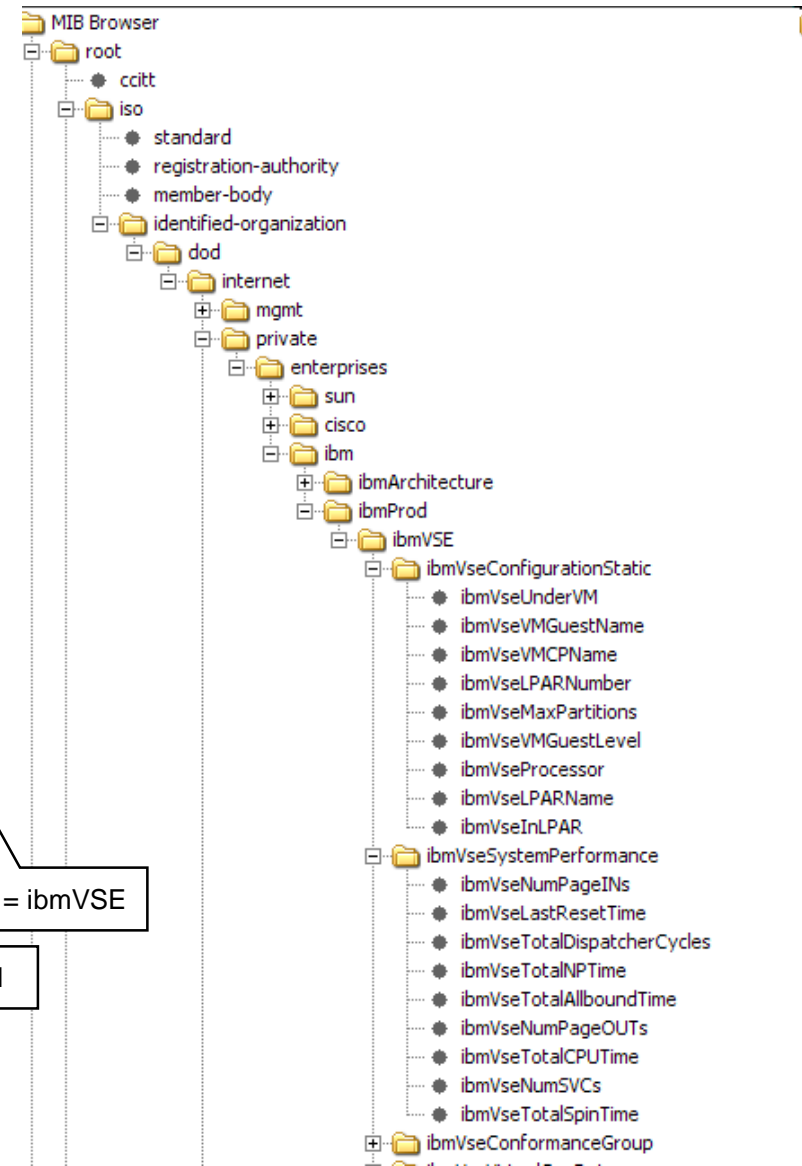 MIB Browser
root
ccitt
iso
standard
registration-authority
member-body
identified-organization
dod
internet
mgmt
private
enterprises
sun
cisco
ibm
ibmArchitecture
ibmProd
ibmVSE
ibmVseConfigurationStatic
ibmVseUnderVM
ibmVseVMGuestName
ibmVseVMCPName
ibmVseLPARNumber
ibmVseMaxPartitions
ibmVseVMGuestLevel
ibmVseProcessor
ibmVseLPARName
ibmVseInLPAR
ibmVseSystemPerformance
ibmVseNumPageINs
= ibmVSE
ibmVseLastResetTime
ibmVseTotalDispatcherCycles
ibmVseTotalNPTime
ibmVseTotalAllboundTime
ibmVseNumPageOUTs
ibmVseTotalCPUTime
ibmVseNumSVCs
ibmVseTotalSpinTime
ibmVseConformanceGroup